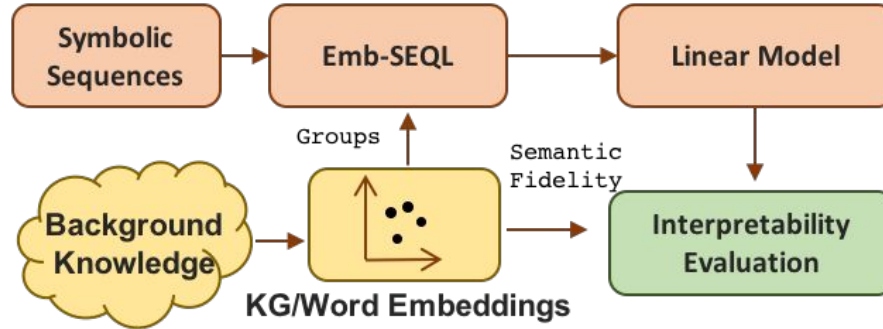 Symbolic
Sequences
Emb-SEQL
Linear Model
Groups
Semantic
Fidelity
Background
Knowledge
Interpretability
Evaluation
KG/Word Embeddings